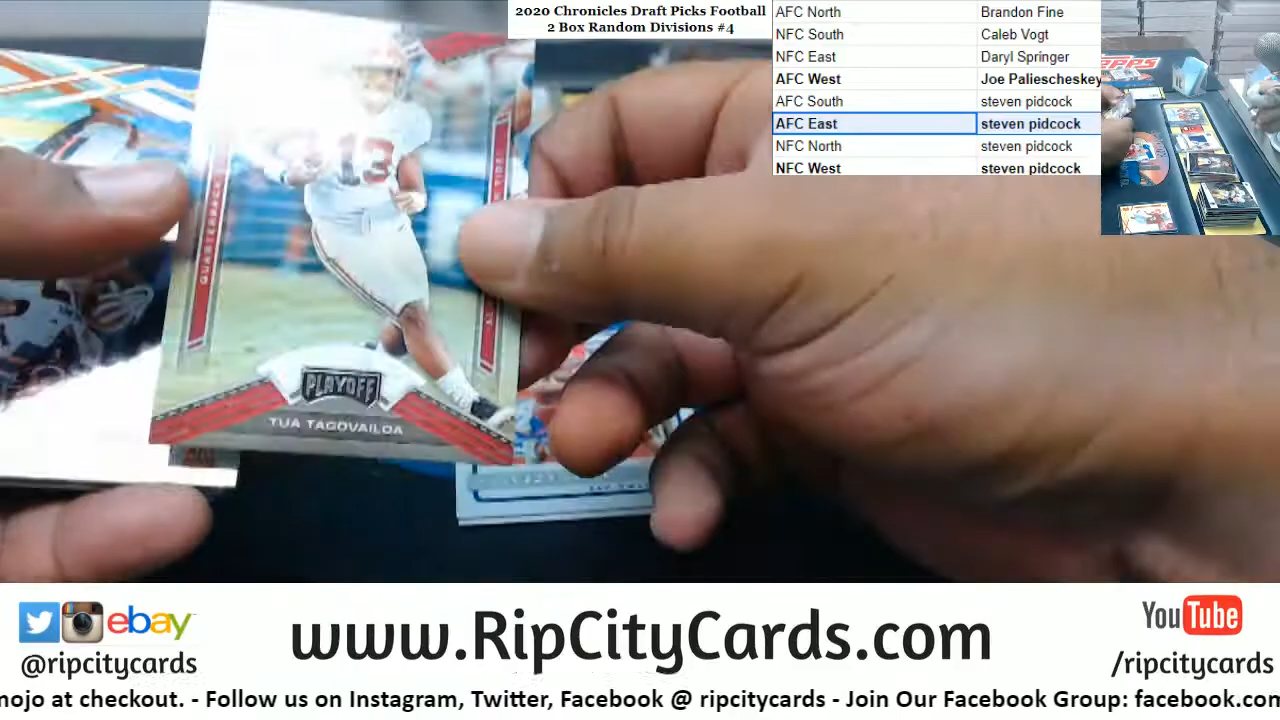 2020 Chronicles Draft Picks Football
2 Box Random Divisions #4
AFC North Brandon Fine
NFC South Caleb Vogt
NFC East Daryl Springer
AFC West Joe Paliescheskey
AFC South steven pidcock
AFC East steven pidcock
NFC North steven pidcock
NFC West steven pidcock
QUARTERBACK
13
PLAYOFF
TUA TAGOVAILOA
ebay
@ripcitycards
www.RipCityCards.com
YouTube
/ripcitycards
mojo at checkout. - Follow us on Instagram, Twitter, Facebook @ ripcitycards - Join Our Facebook Group: facebook.com